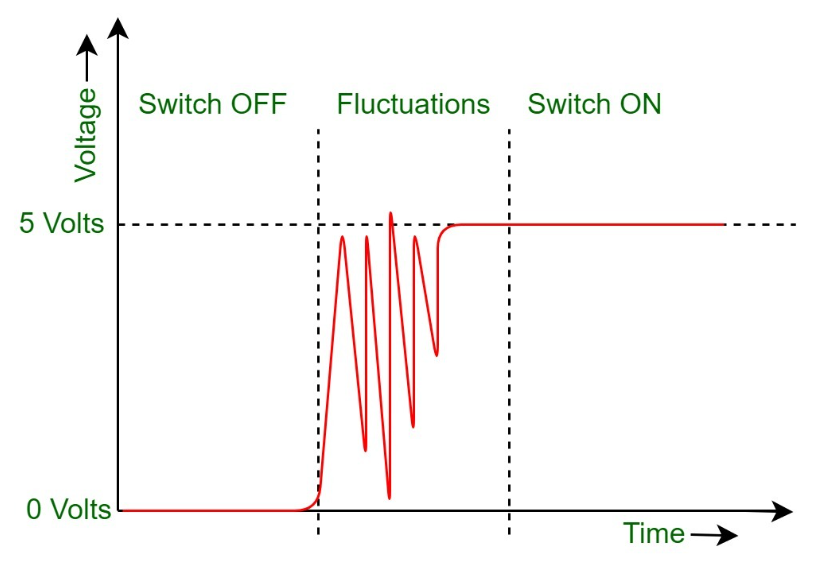 Voltage
Switch OFF
Fluctuations
Switch ON
5 Volts
0 Volts
Time